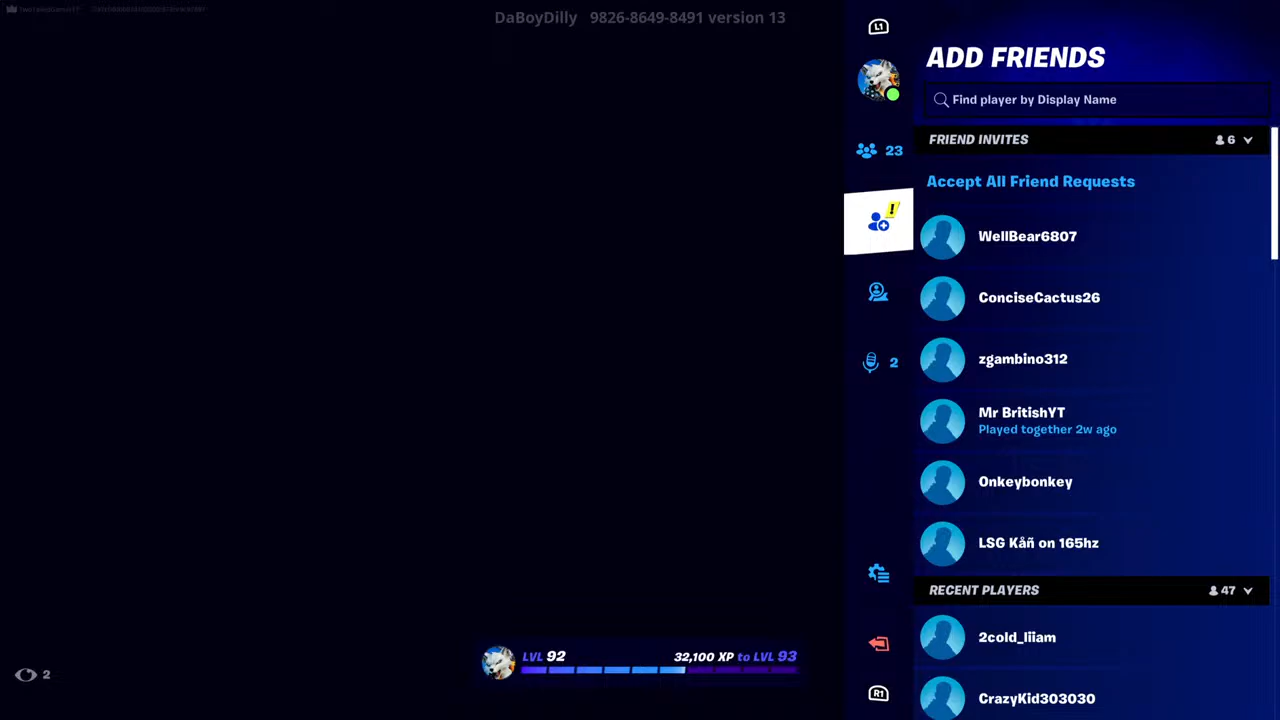 DaBoyDilly 9826-8649-8491 version 13
L1
ADD FRIENDS
Find player by Display Name
23
FRIEND INVITES 6
Accept All Friend Requests
!
WellBear6807
ConciseCactus26
zgambino312
2
Mr BritishYT
Played together 2w ago
Onkeybonkey
LSG Kåñ on 165hz
RECENT PLAYERS 47
2cold_liiam
CrazyKid303030
R1
LVL 92 32,100 XP to LVL 93
2